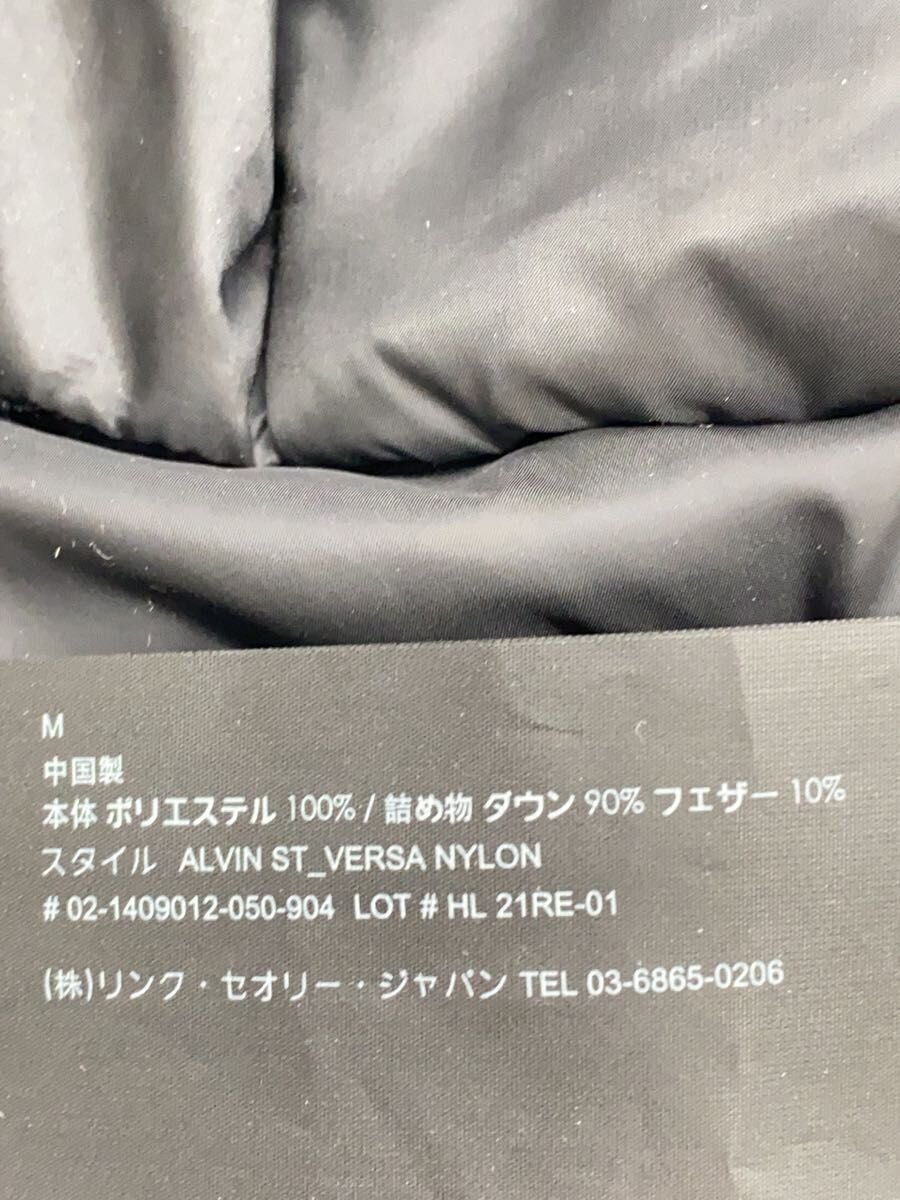 M
中国製
本体 ポリエステル 100% / 詰め物 ダウン 90% フェザー 10%
スタイル ALVIN ST_VERSA NYLON
# 02-1409012-050-904 LOT # HL 21RE-01
(株)リンク・セオリー・ジャパン TEL 03-6865-0206